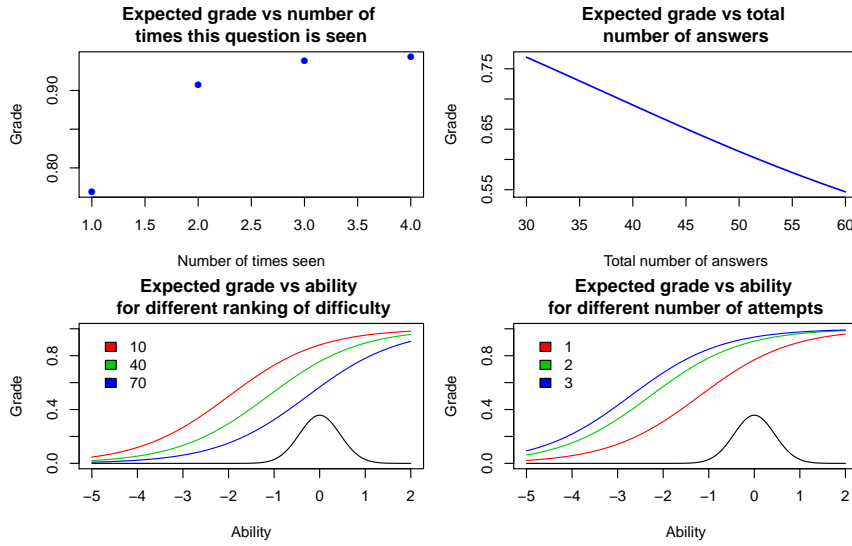 Expected grade vs number of
times this question is seen
Grade
0.80
0.90
1.0
1.5
2.0
2.5
3.0
3.5
4.0
Number of times seen
Expected grade vs total
number of answers
Grade
0.55
0.65
0.75
30
35
40
45
50
55
60
Total number of answers
Expected grade vs ability
for different ranking of difficulty
Grade
0.0
0.4
0.8
10
40
70
−5
−4
−3
−2
−1
0
1
2
Ability
Expected grade vs ability
for different number of attempts
Grade
0.0
0.4
0.8
1
2
3
−5
−4
−3
−2
−1
0
1
2
Ability